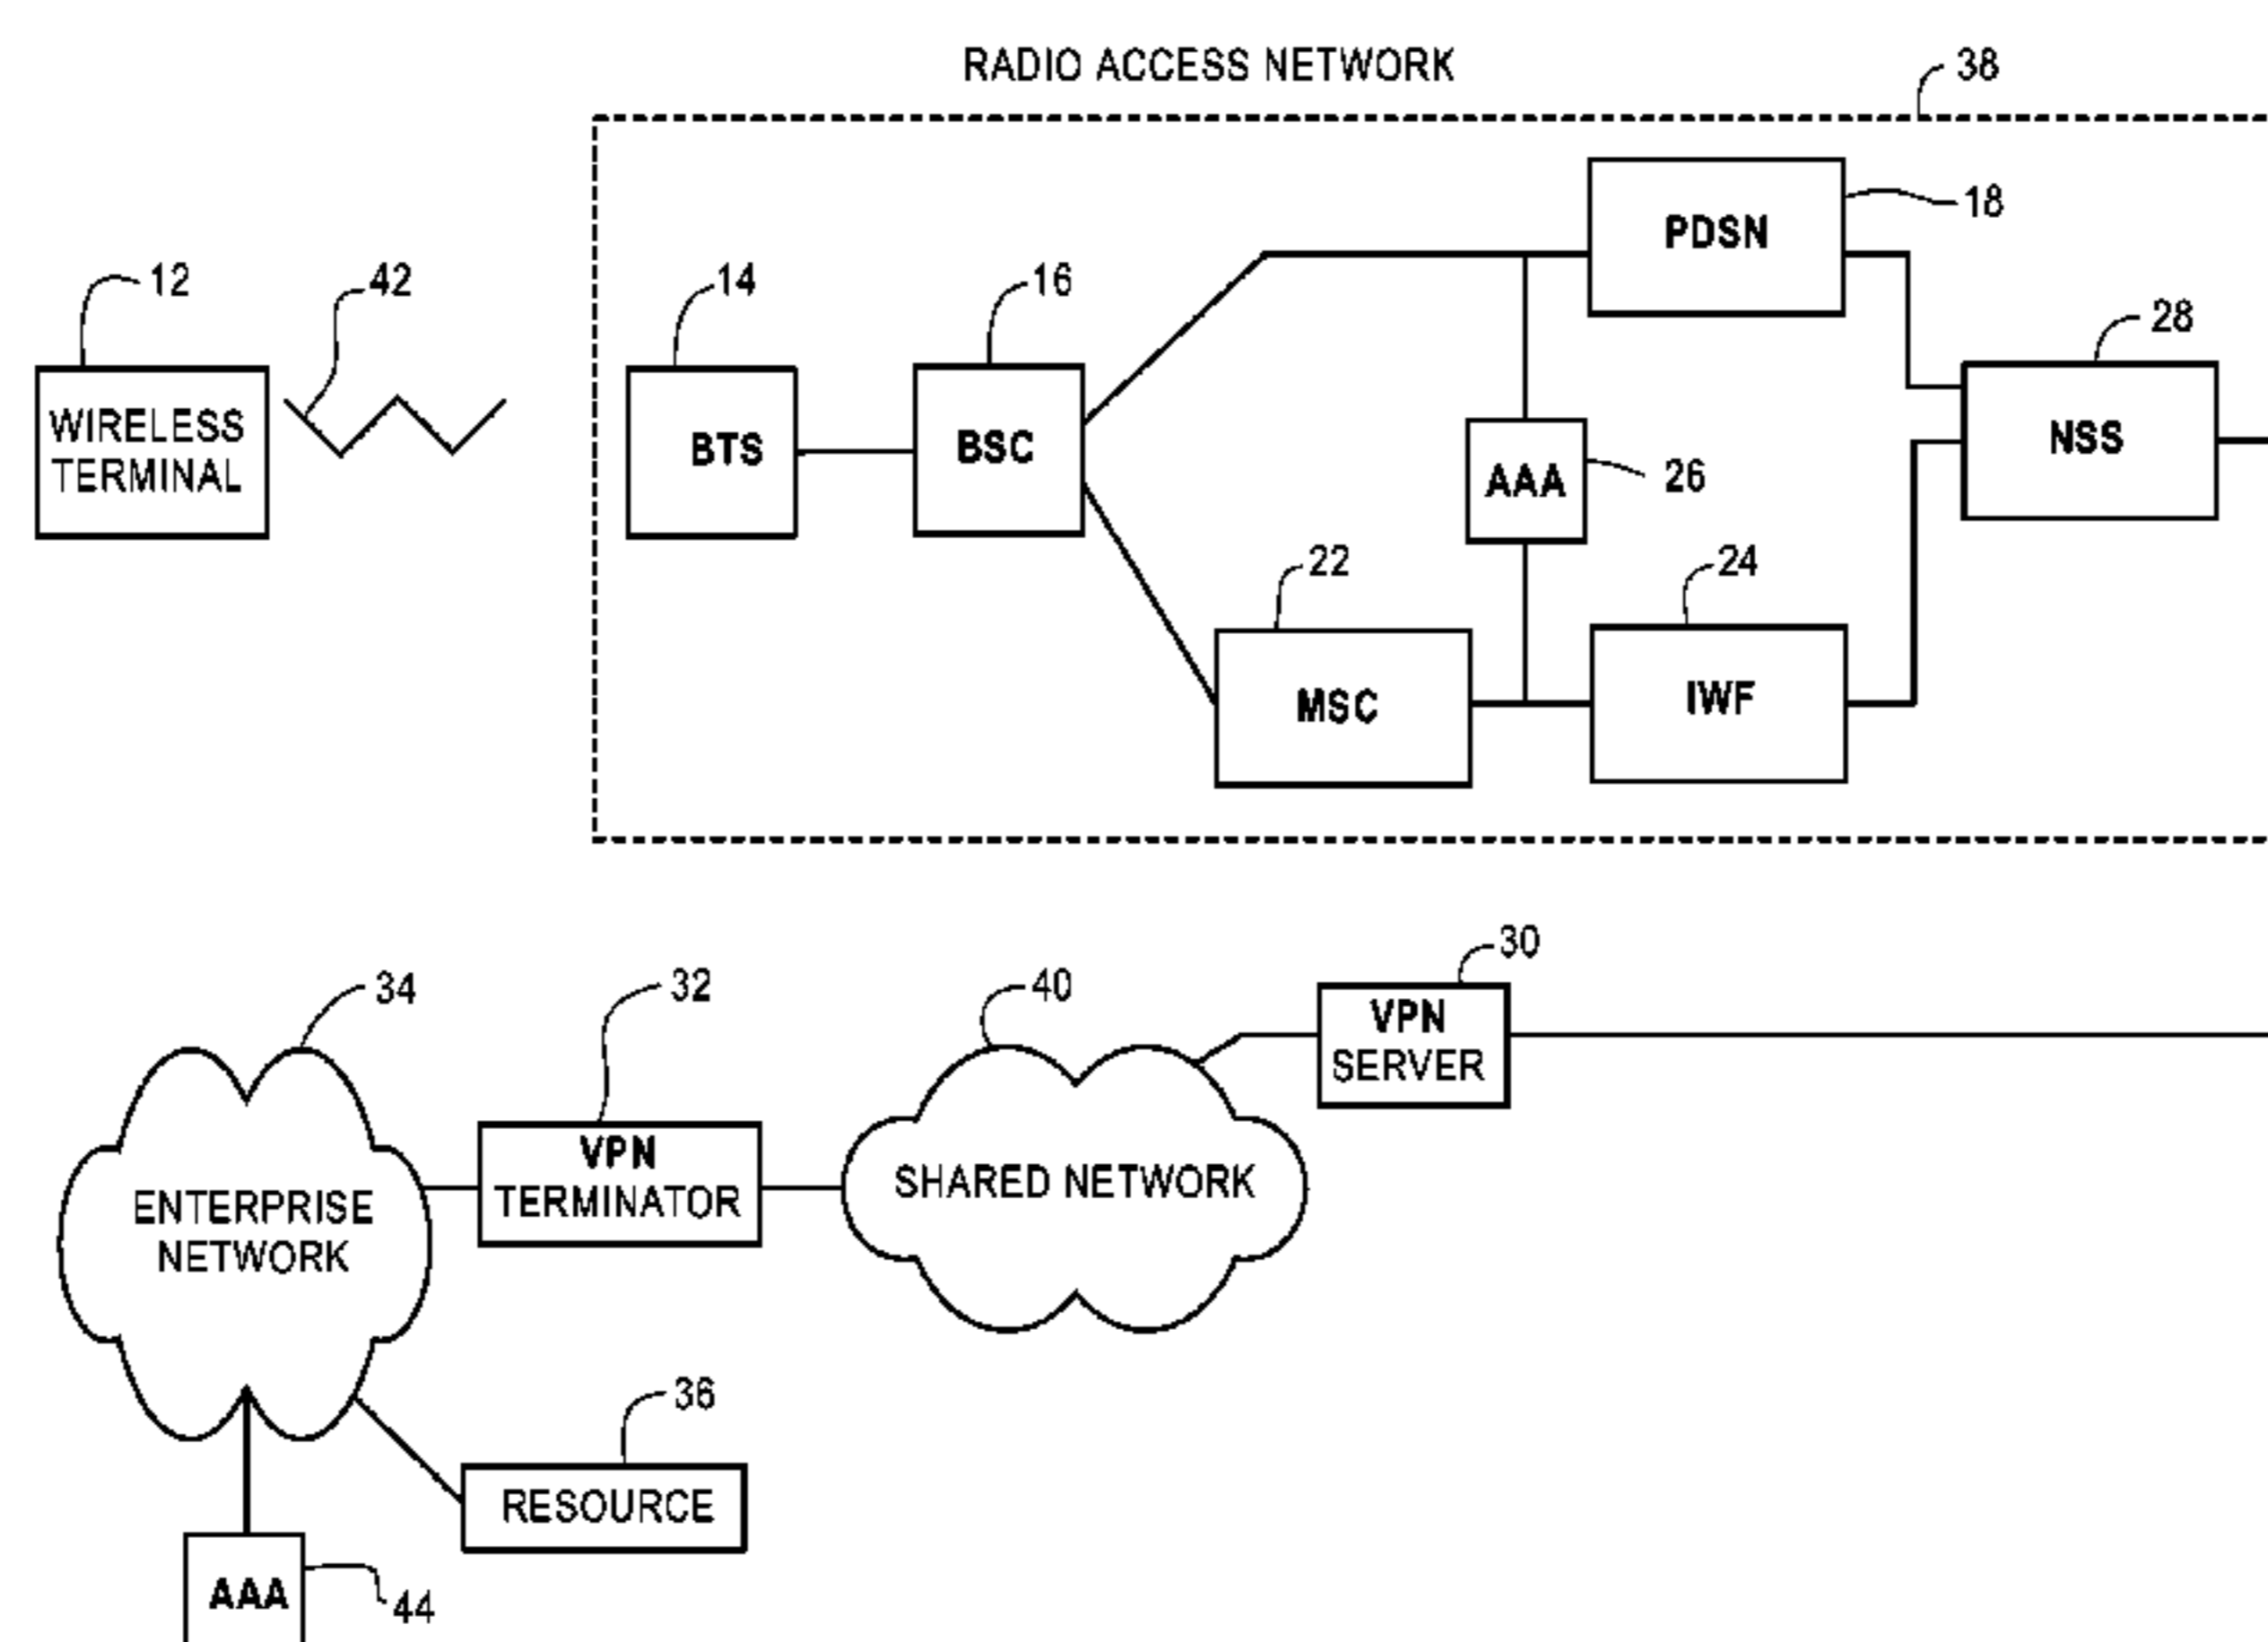 RADIO ACCESS NETWORK
38
PDSN
18
12
42
14
16
28
WIRELESS
TERMINAL
BTS
BSC
AAA
26
NSS
22
24
MSC
IWF
30
34
32
40
VPN
SERVER
VPN
TERMINATOR
SHARED NETWORK
ENTERPRISE
NETWORK
36
RESOURCE
AAA
44